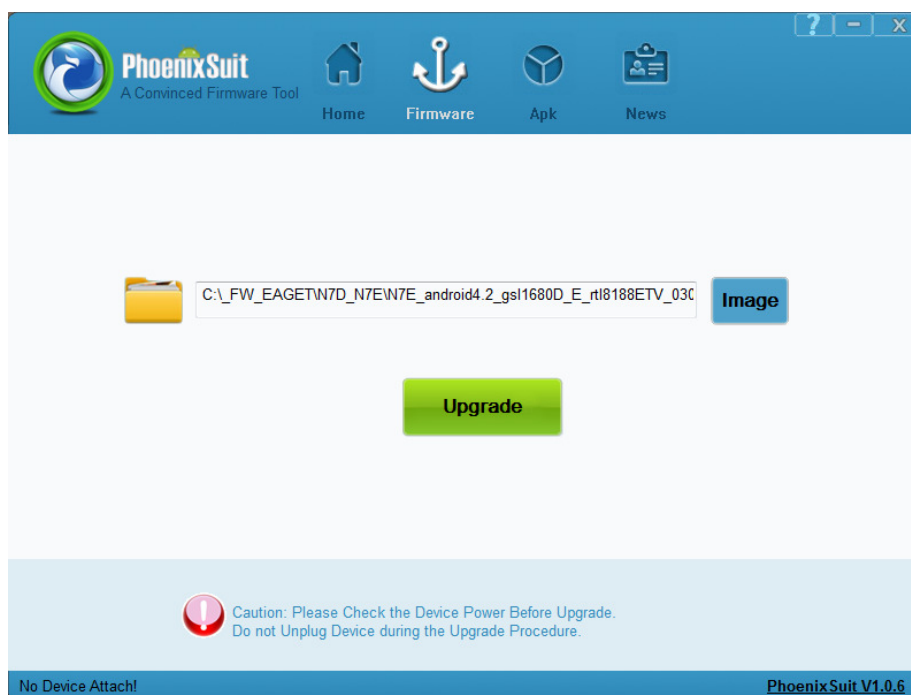 ? – x
PhoenixSuit
A Convinced Firmware Tool
Home Firmware Apk News
C:\_FW_EAGET\N7D_N7E\N7E_android4.2_gsl1680D_E_rtl8188ETV_030
Image
Upgrade
Caution: Please Check the Device Power Before Upgrade.
Do not Unplug Device during the Upgrade Procedure.
No Device Attach! PhoenixSuit V1.0.6